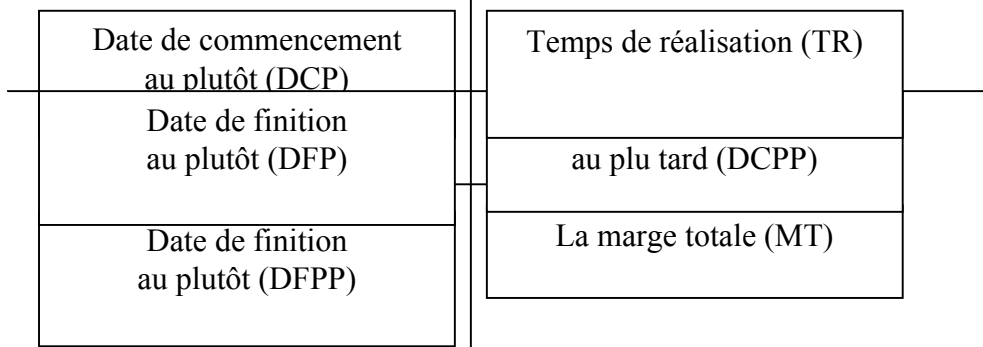 Date de commencement
au plutôt (DCP)
Date de finition
au plutôt (DFP)
Date de finition
au plutôt (DFPP)
Temps de réalisation (TR)
au plu tard (DCPP)
La marge totale (MT)